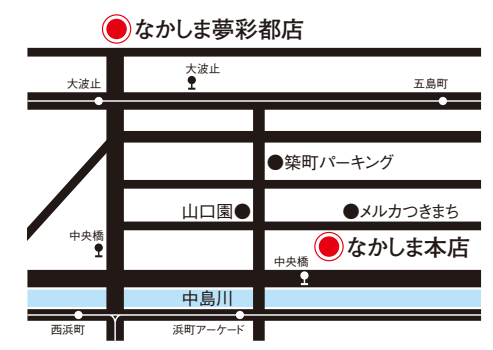 なかしま夢彩都店
大波止
大波止
五島町
築町パーキング
山口園
メルカつきまち
中央橋
なかしま本店
中央橋
中島川
西浜町
浜町アーケード